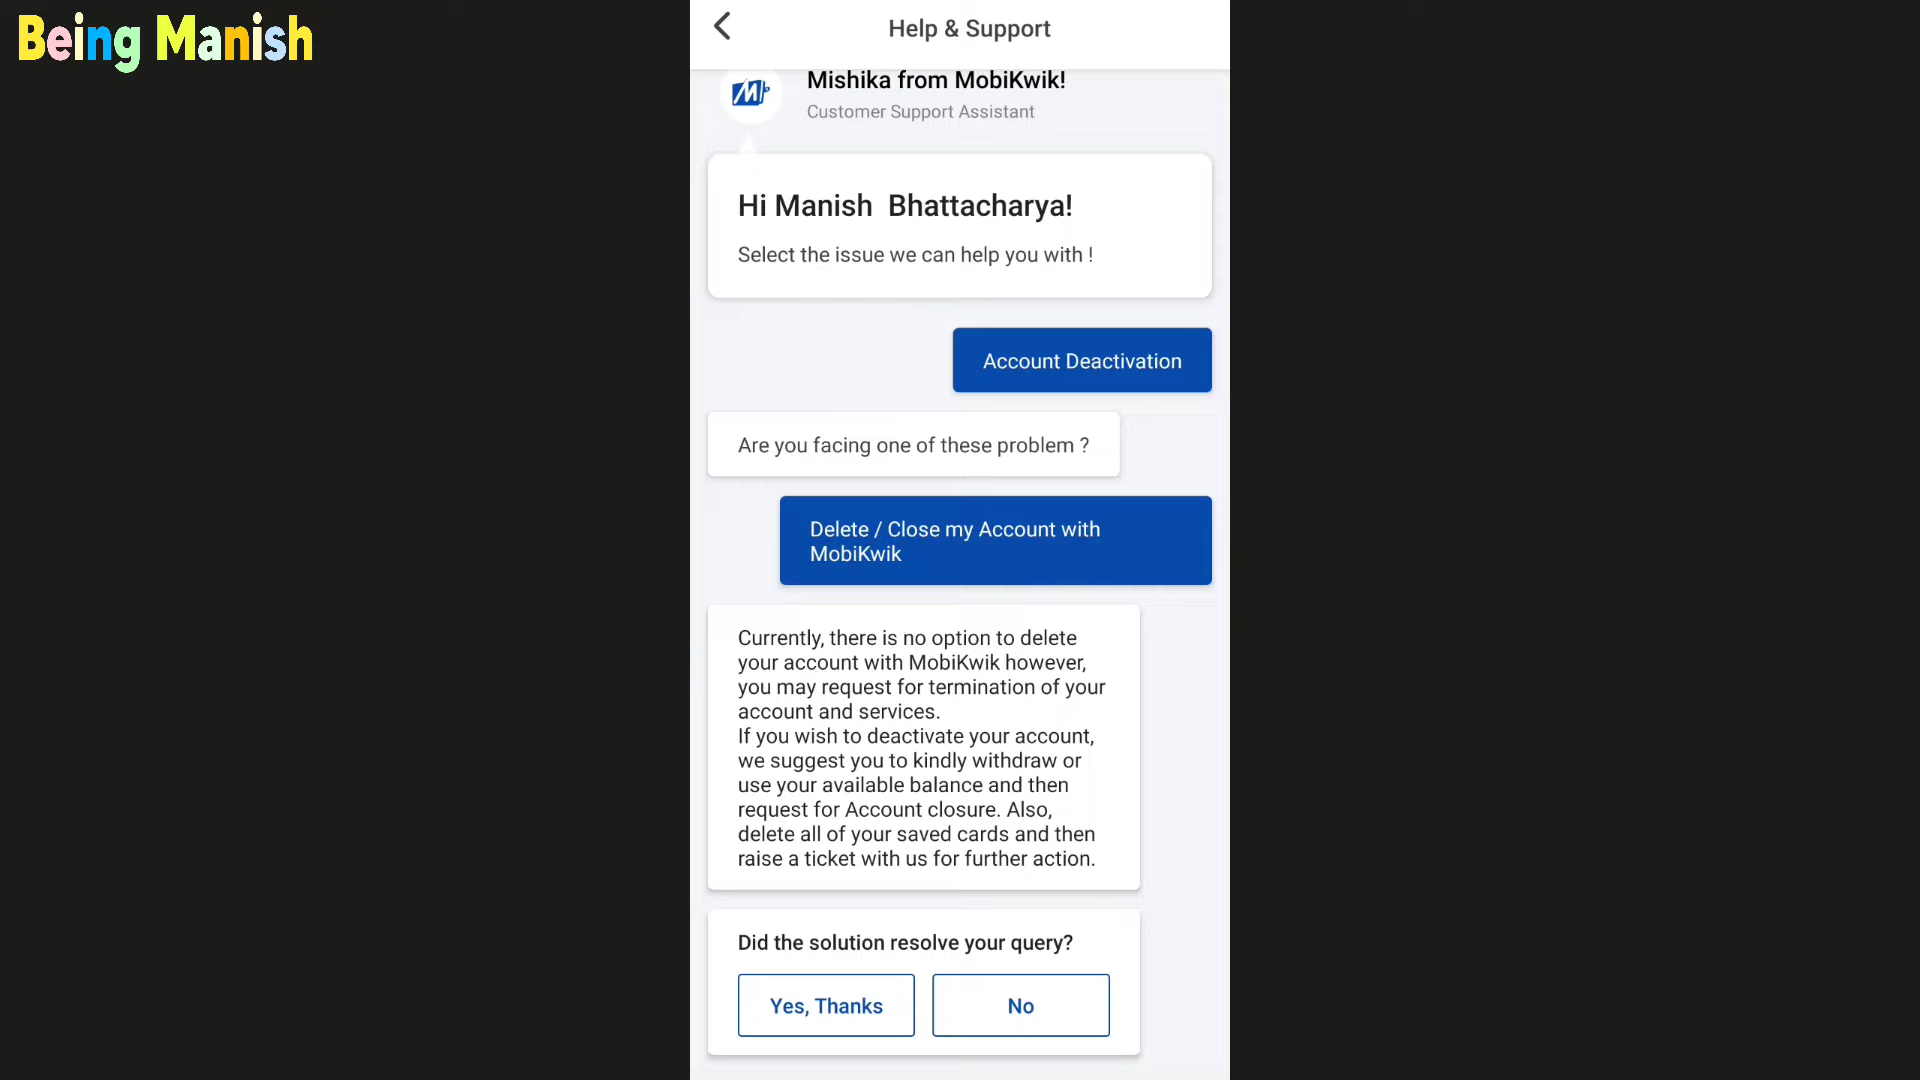 Being Manish
Help & Support
Mishika from MobiKwik!
Customer Support Assistant
Hi Manish Bhattacharya!
Select the issue we can help you with !
Account Deactivation
Are you facing one of these problem ?
Delete / Close my Account with
MobiKwik
Currently, there is no option to delete
your account with MobiKwik however,
you may request for termination of your
account and services.
If you wish to deactivate your account,
we suggest you to kindly withdraw or
use your available balance and then
request for Account closure. Also,
delete all of your saved cards and then
raise a ticket with us for further action.
Did the solution resolve your query?
Yes, Thanks
No